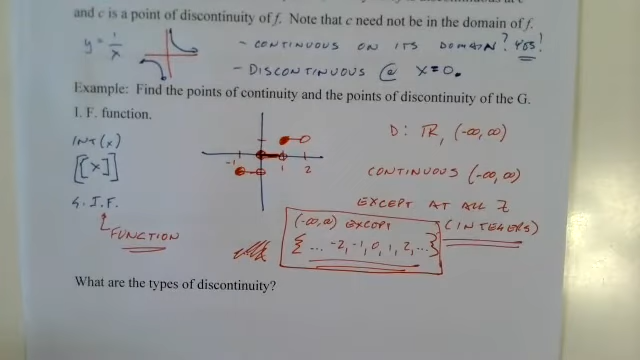 and c is a point of discontinuity of f. Note that c need not be in the domain of f.
y = 1/x
- CONTINUOUS ON ITS DOMAIN? YES!
- DISCONTINUOUS @ x=0.
Example: Find the points of continuity and the points of discontinuity of the G.
I. F. function.
INT(x)
[[x]]
G.I.F.
FUNCTION
-1 1 2
D: ℝ, (-∞,∞)
CONTINUOUS (-∞,∞)
EXCEPT AT ALL Z
(INTEGERS)
(-∞,∞) EXCEPT
{... -2,-1,0,1,2,...}
What are the types of discontinuity?